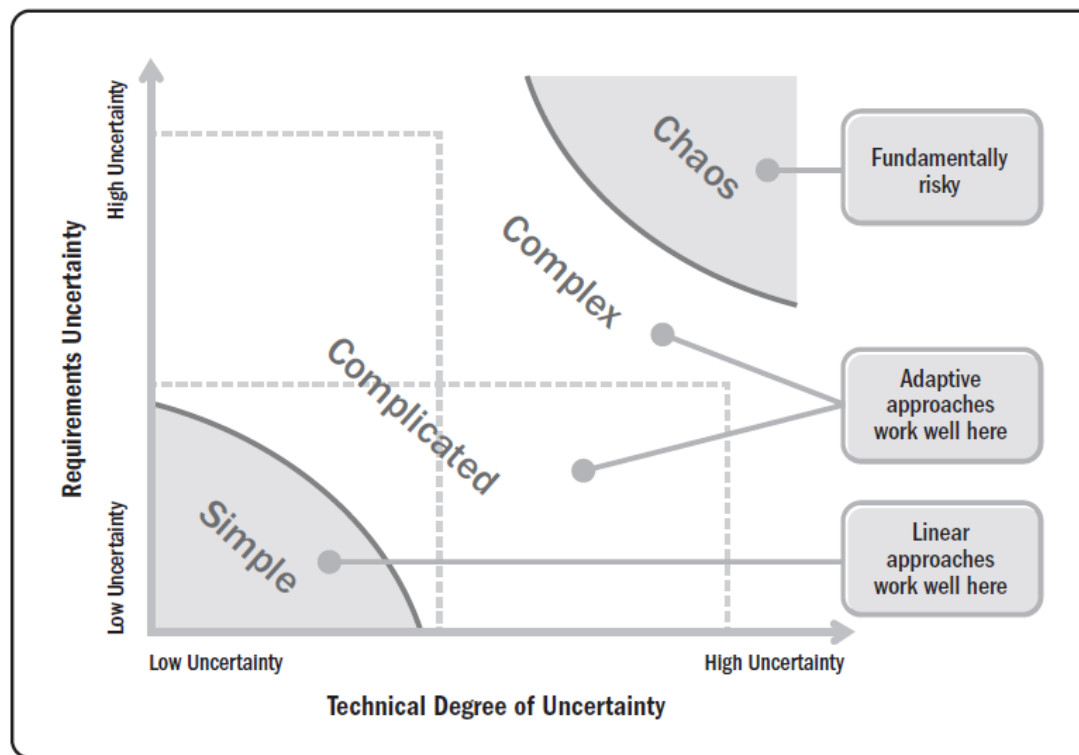 High Uncertainty
Requirements Uncertainty
Low Uncertainty
Chaos
Complex
Complicated
Simple
Fundamentally
risky
Adaptive
approaches
work well here
Linear
approaches
work well here
Low Uncertainty
High Uncertainty
Technical Degree of Uncertainty